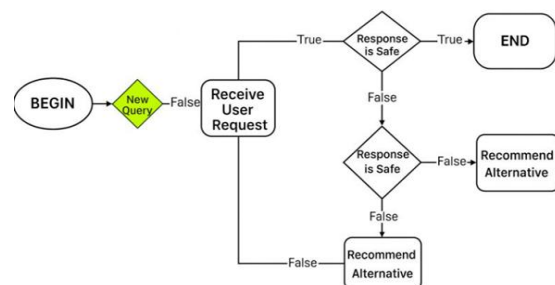 BEGIN
New
Query
False
Receive
User
Request
True
Response
is Safe
True
END
False
Response
is Safe
False
Recommend
Alternative
False
Recommend
Alternative
False